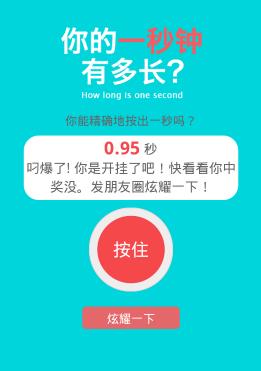 你的一秒钟
有多长?
How long is one second
你能精确地按出一秒吗？
0.95 秒
叼爆了! 你是开挂了吧！快看看你中
奖没。发朋友圈炫耀一下！
按住
炫耀一下